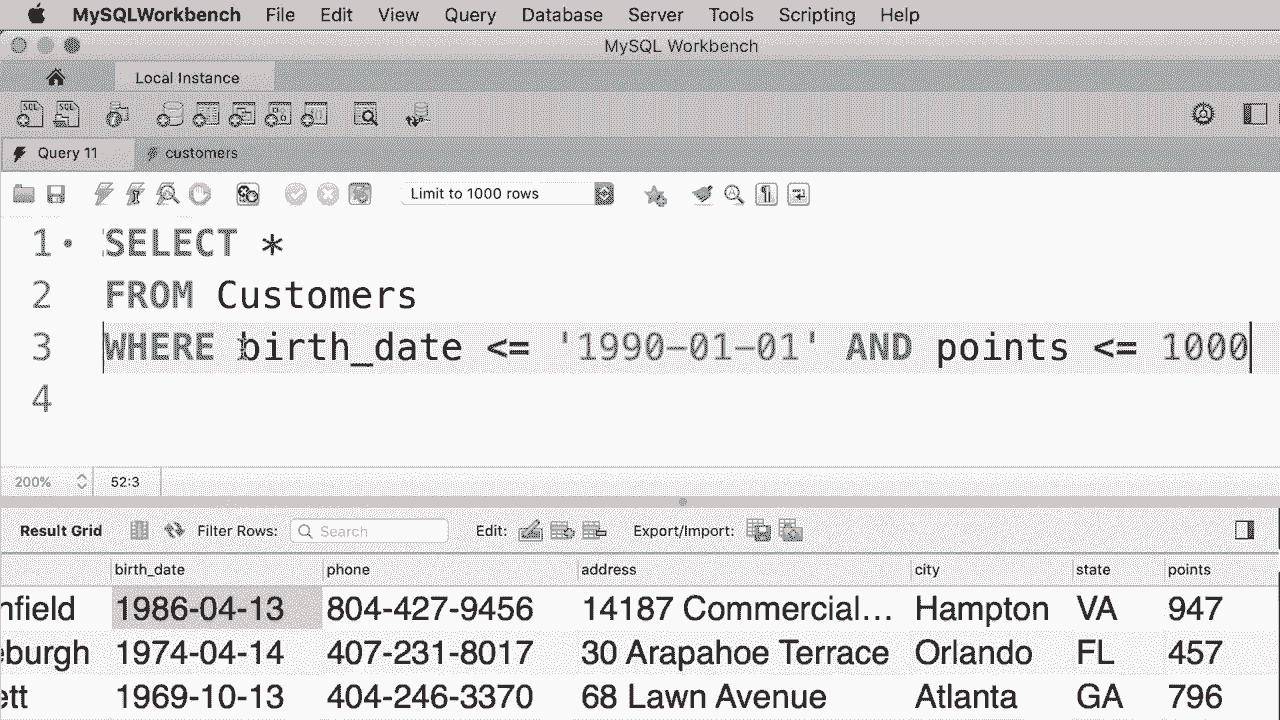 MySQLWorkbench File Edit View Query Database Server Tools Scripting Help
MySQL Workbench
Local Instance
SQL SQL
Query 11 customers
Limit to 1000 rows
1 SELECT *
2 FROM Customers
3 WHERE birth_date <= '1990-01-01' AND points <= 1000
4
200% 52:3
Result Grid Filter Rows: Search Edit: Export/Import:
birth_date phone address city state points
nfield 1986-04-13 804-427-9456 14187 Commercial... Hampton VA 947
eburgh 1974-04-14 407-231-8017 30 Arapahoe Terrace Orlando FL 457
ett 1969-10-13 404-246-3370 68 Lawn Avenue Atlanta GA 796